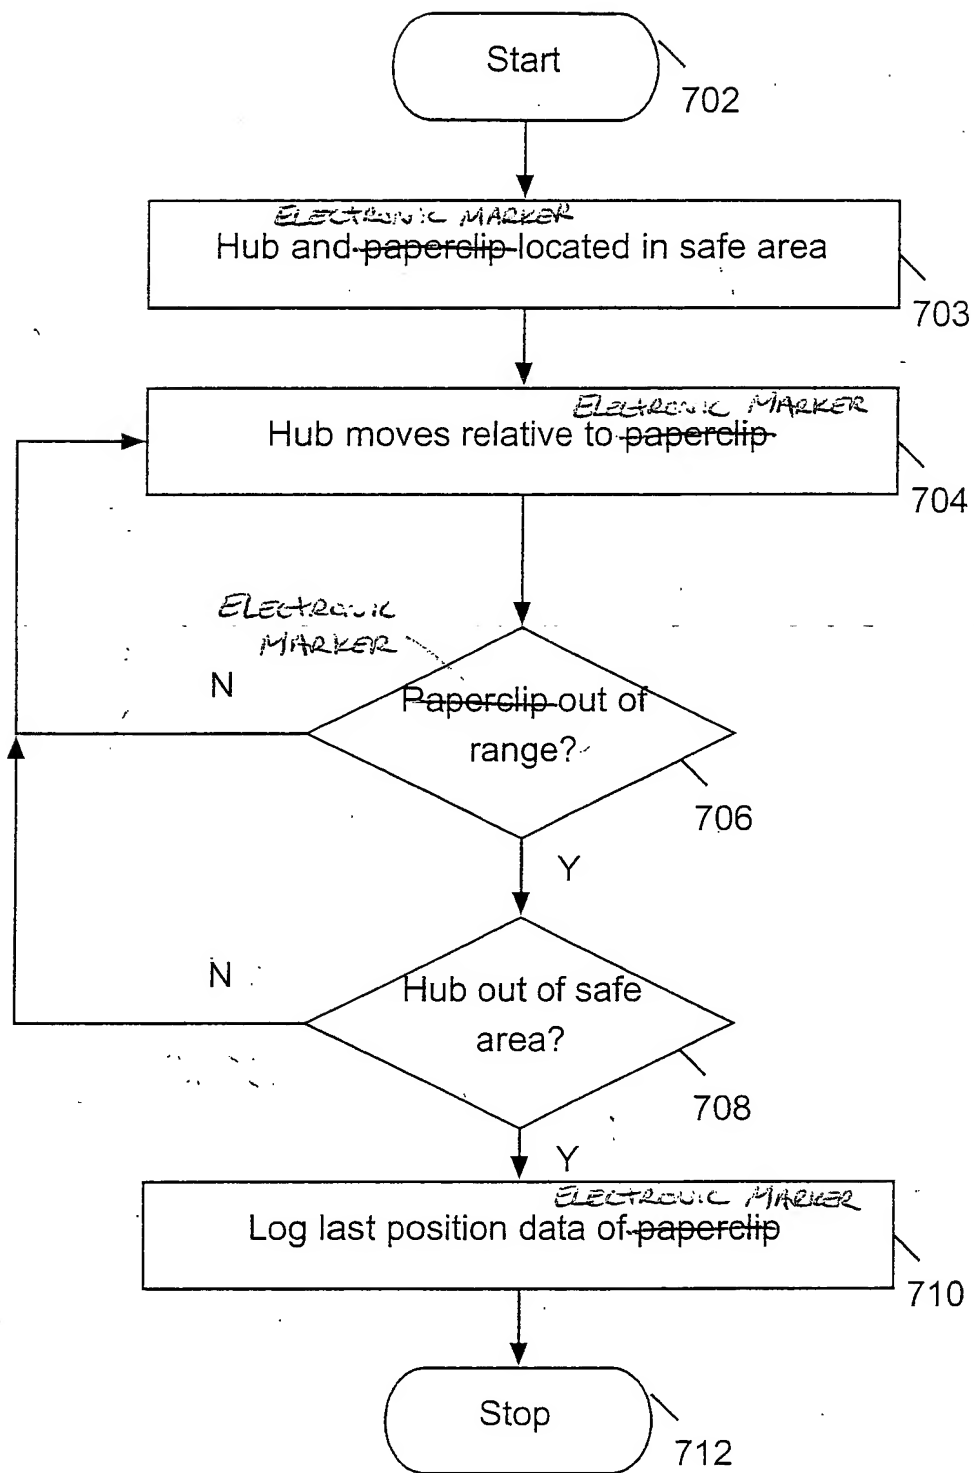 Start
702
ELECTRONIC MARKER
Hub and paperclip located in safe area
703
ELECTRONIC MARKER
Hub moves relative to paperclip
704
ELECTRONIC
MARKER
N
Paperclip out of
range?
706
Y
N
Hub out of safe
area?
708
Y
ELECTRONIC MARKER
Log last position data of paperclip
710
Stop
712